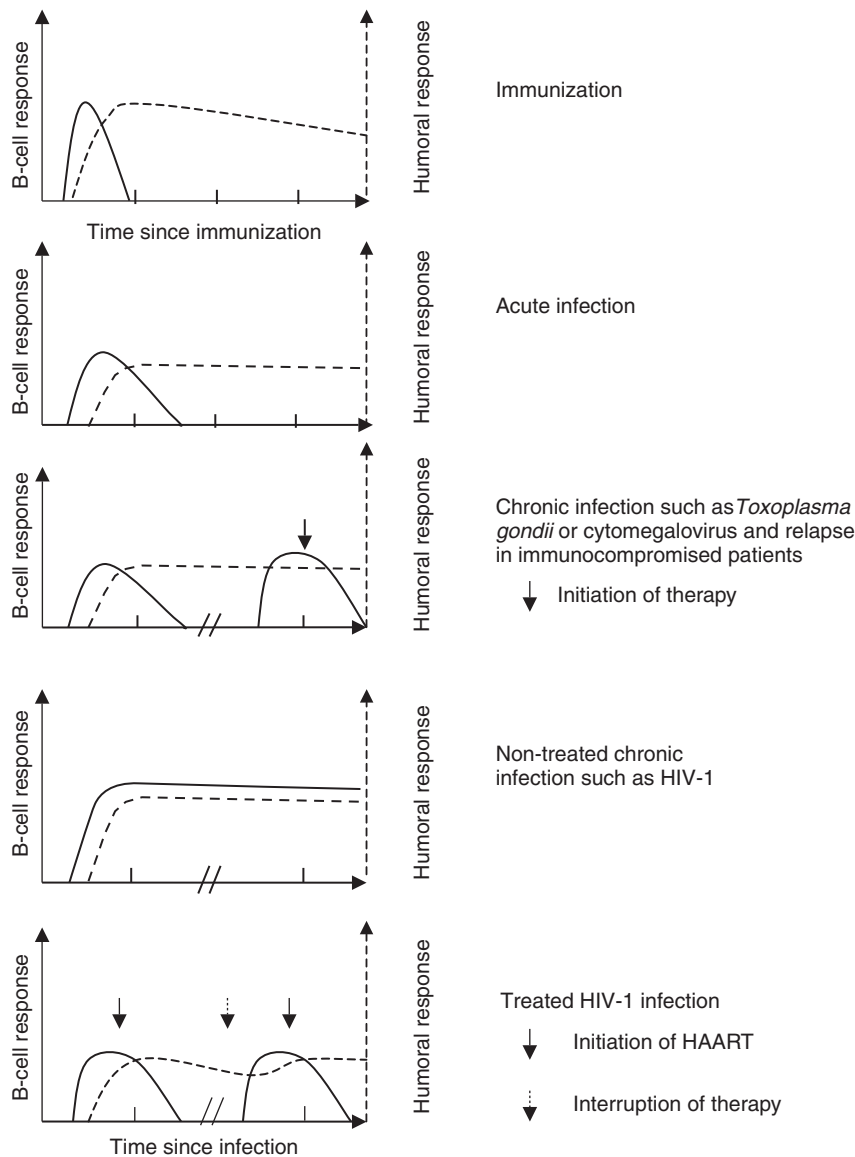 B-cell response
Humoral response
Immunization
Time since immunization
B-cell response
Humoral response
Acute infection
B-cell response
Humoral response
Chronic infection such as Toxoplasma
gondii or cytomegalovirus and relapse
in immunocompromised patients
Initiation of therapy
B-cell response
Humoral response
Non-treated chronic
infection such as HIV-1
B-cell response
Humoral response
Treated HIV-1 infection
Initiation of HAART
Interruption of therapy
Time since infection